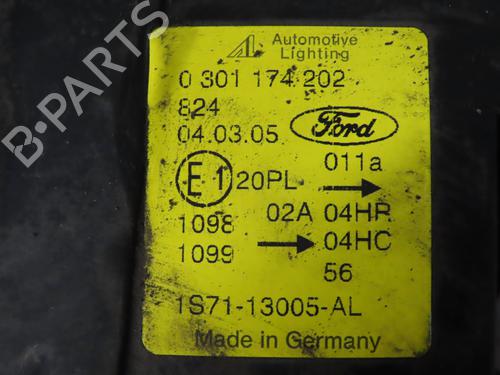 Automotive
Lighting
0 301 174 202
824
04.03.05
Ford
011a
E1 20PL
1098 02A 04HR
1099 04HC
56
1S71-13005-AL
Made in Germany
B-PARTS